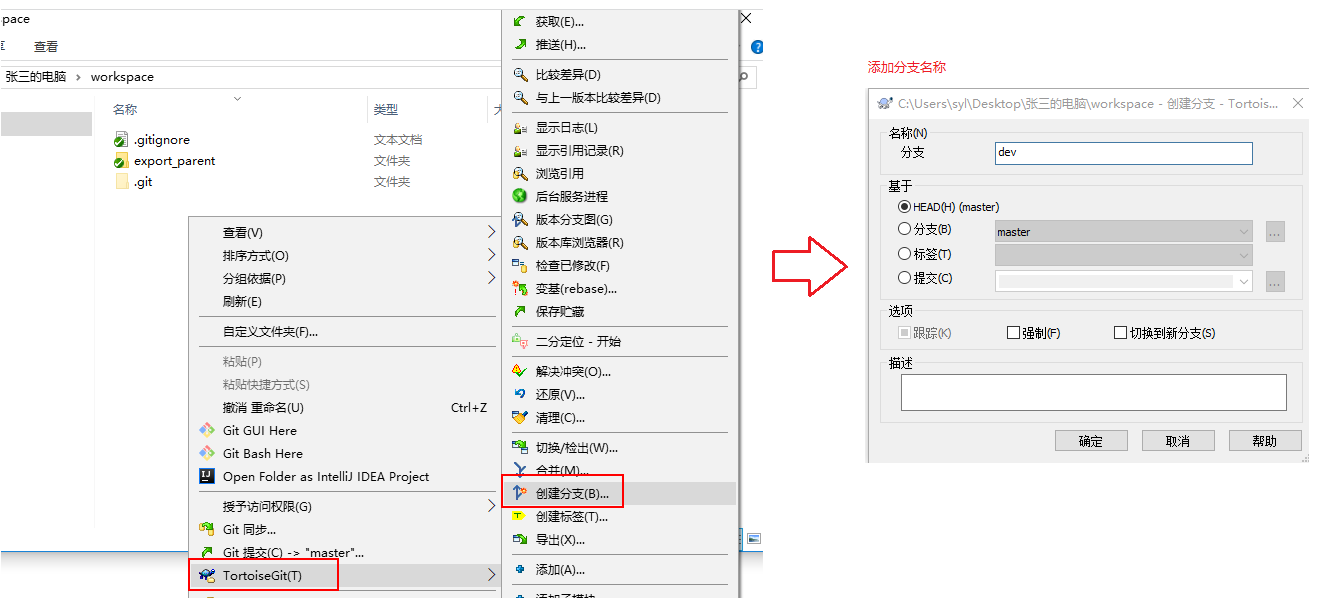 pace
查看
张三的电脑 › workspace
名称
类型
.gitignore
文本文档
export_parent
文件夹
.git
文件夹
查看(V)
排序方式(O)
分组依据(P)
刷新(E)
自定义文件夹(F)...
粘贴(P)
粘贴快捷方式(S)
撤消 重命名(U) Ctrl+Z
Git GUI Here
Git Bash Here
Open Folder as IntelliJ IDEA Project
授予访问权限(G)
Git 同步...
Git 提交(C) -> "master"...
TortoiseGit(T)
获取(E)...
推送(H)...
比较差异(D)
与上一版本比较差异(D)
显示日志(L)
显示引用记录(R)
浏览引用
后台服务进程
版本分支图(G)
版本库浏览器(R)
检查已修改(F)
变基(rebase)...
保存贮藏
二分定位 - 开始
解决冲突(O)...
还原(V)...
清理(C)...
切换/检出(W)...
合并(M)...
创建分支(B)...
创建标签(T)...
导出(X)...
添加(A)...
添加子模块
添加分支名称
C:\Users\syl\Desktop\张三的电脑\workspace - 创建分支 - Tortois...
名称(N)
分支
dev
基于
HEAD(H) (master)
分支(B)
master
...
标签(T)
提交(C)
...
选项
跟踪(K)
强制(F)
切换到新分支(S)
描述
确定
取消
帮助